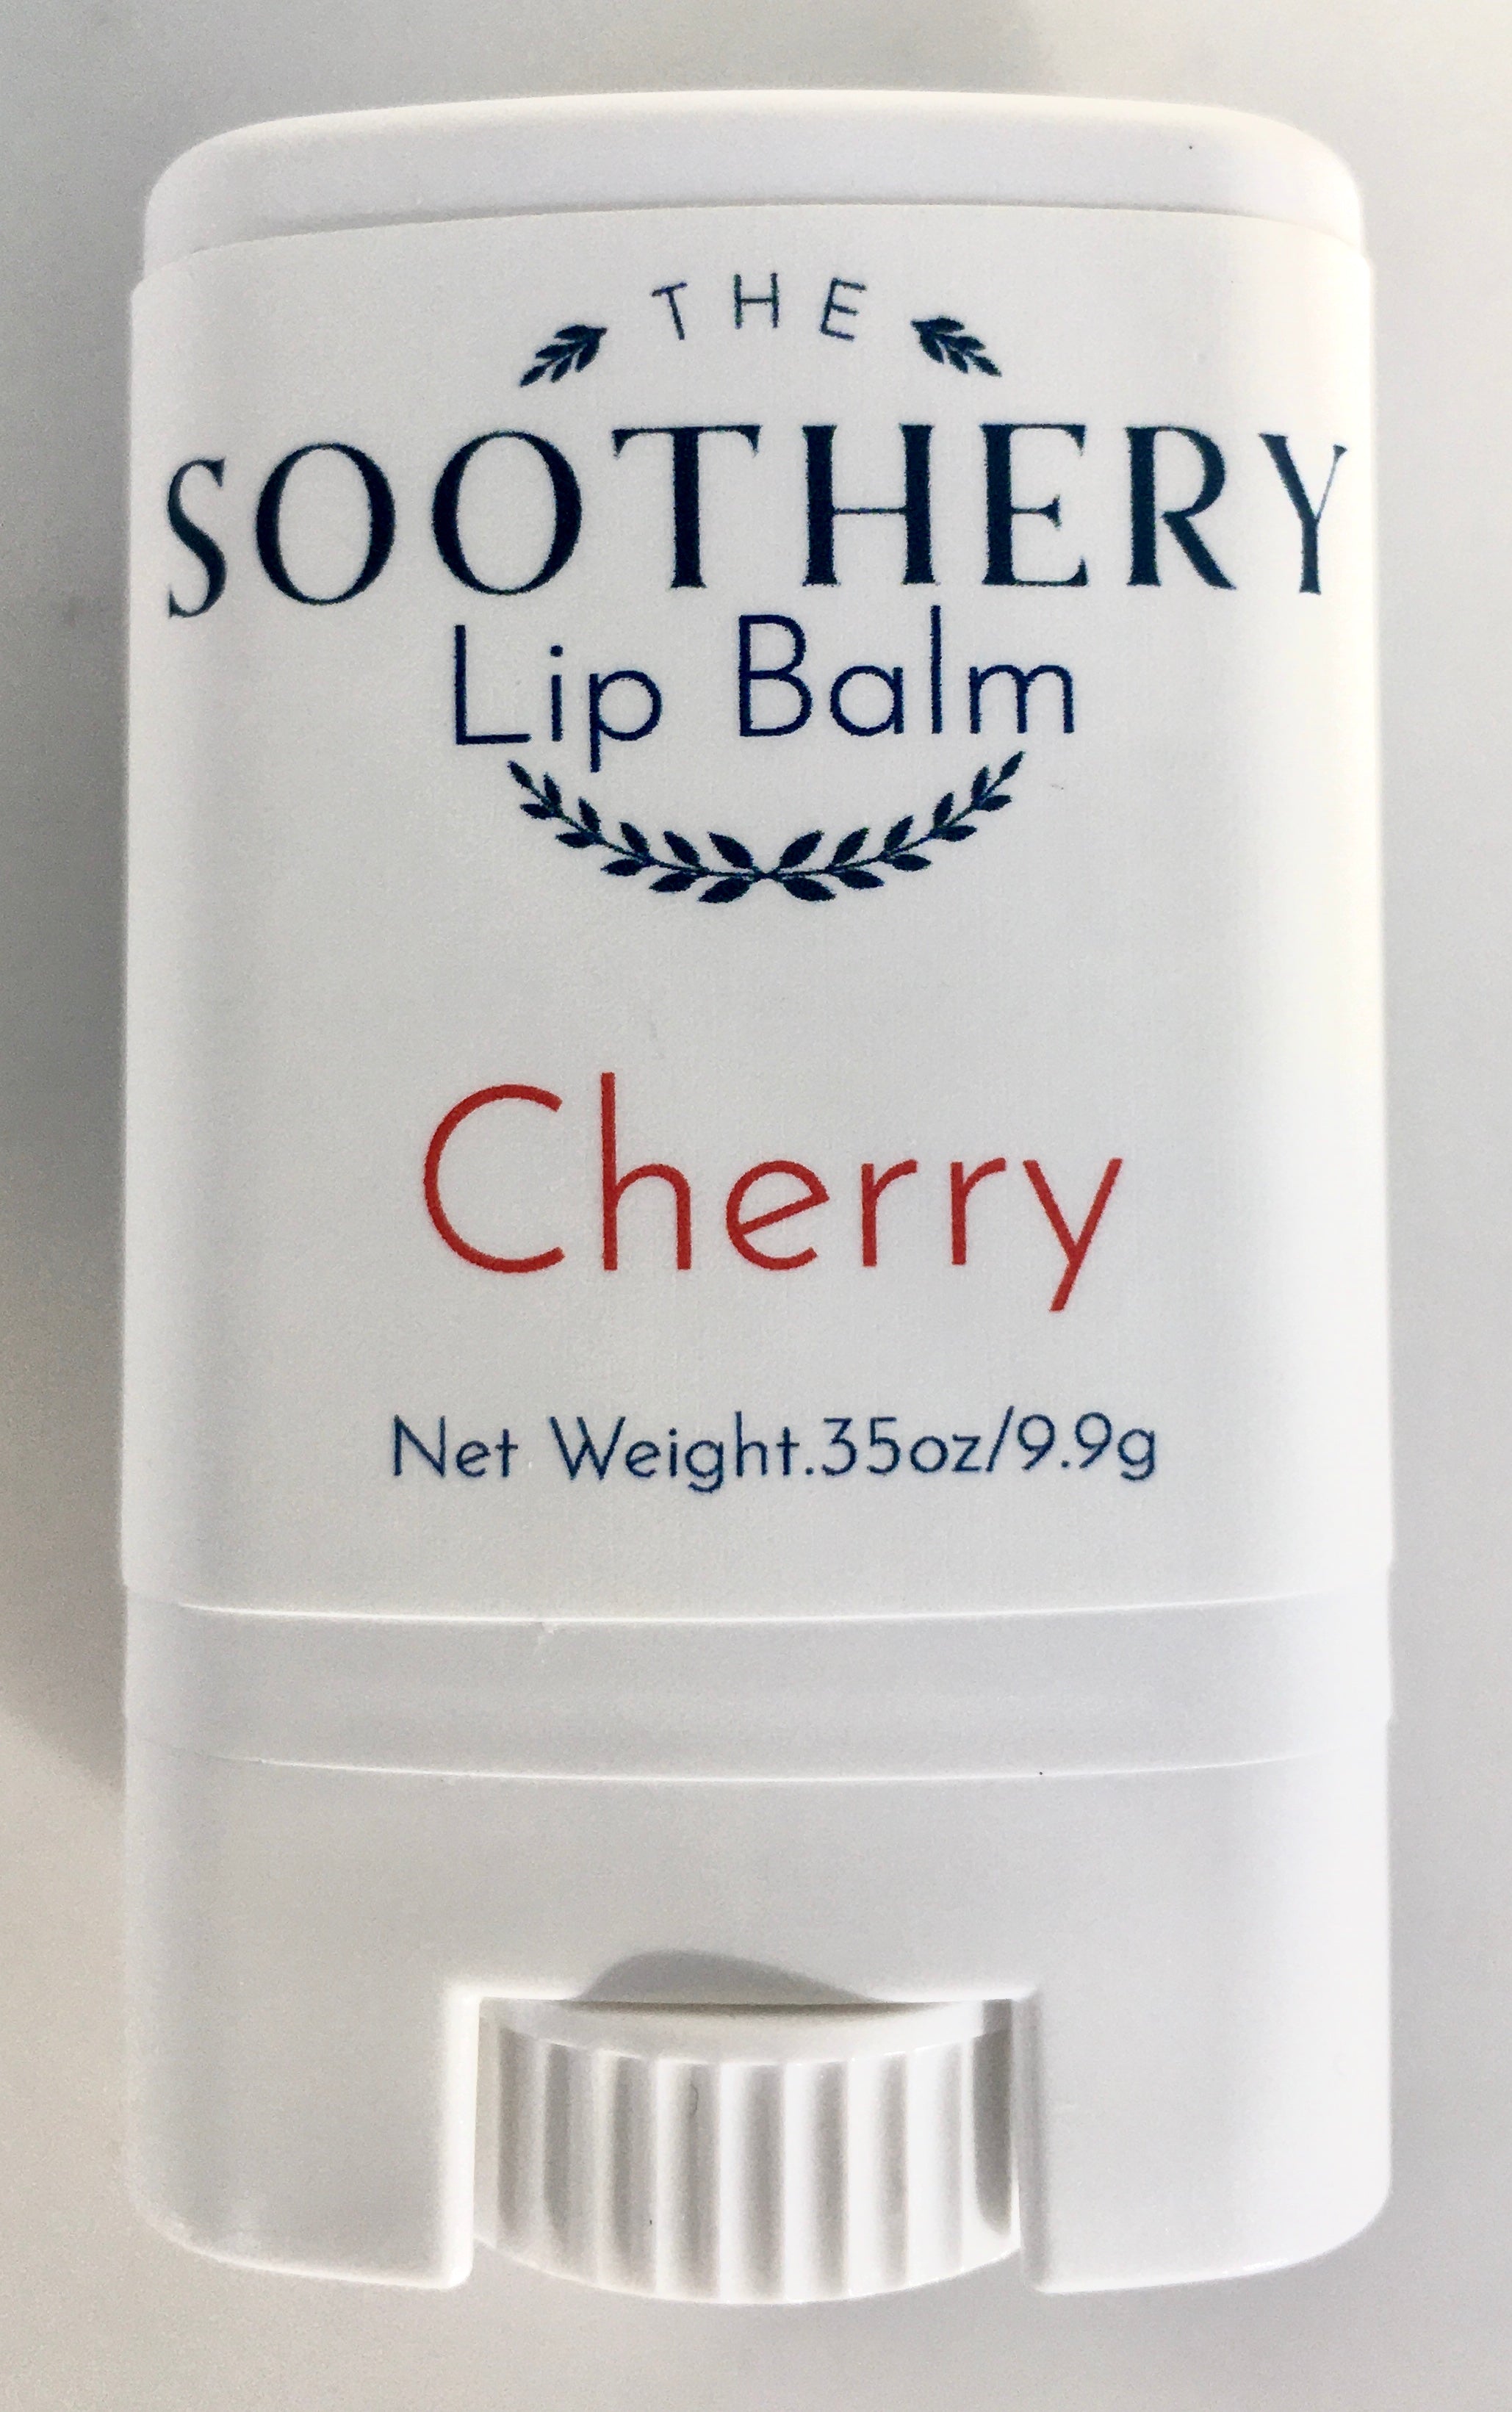 THE
SOOTHERY
Lip Balm
Cherry
Net Weight.35oz/9.9g